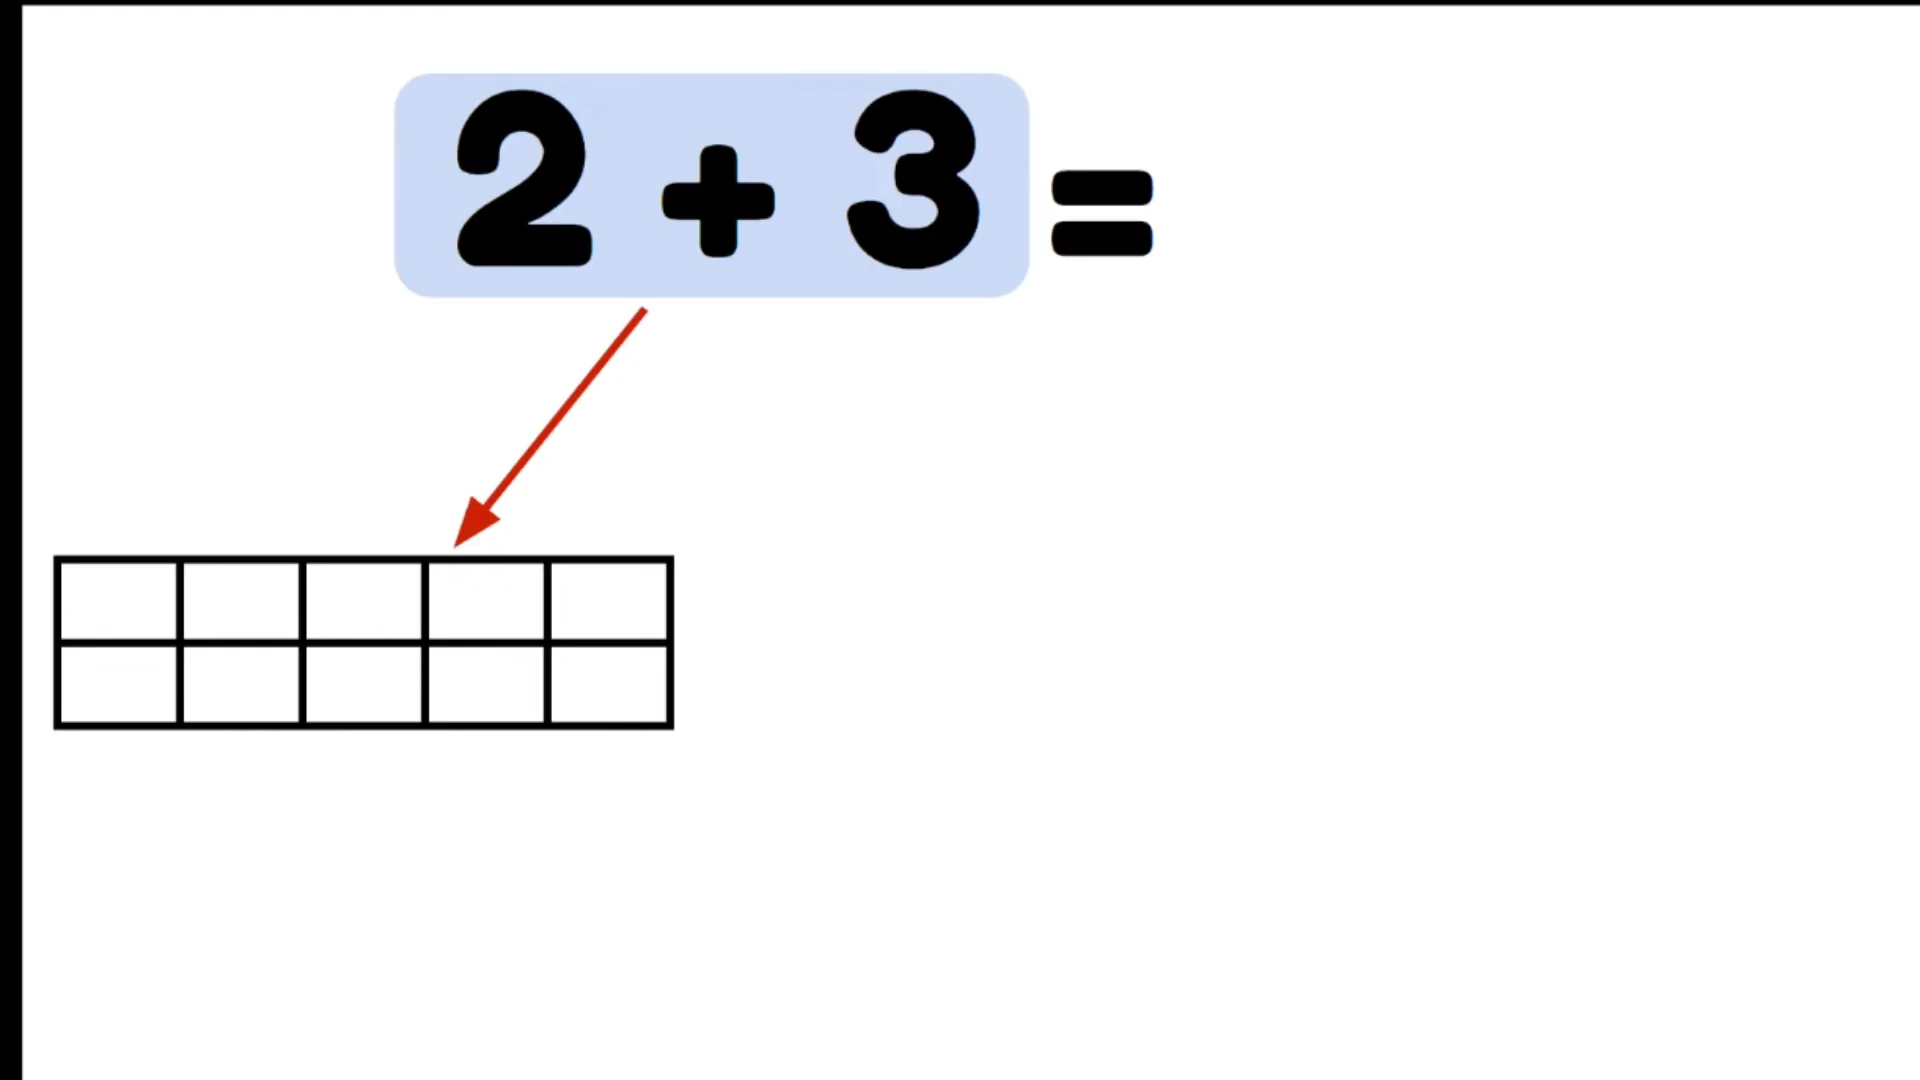 2 + 3 =